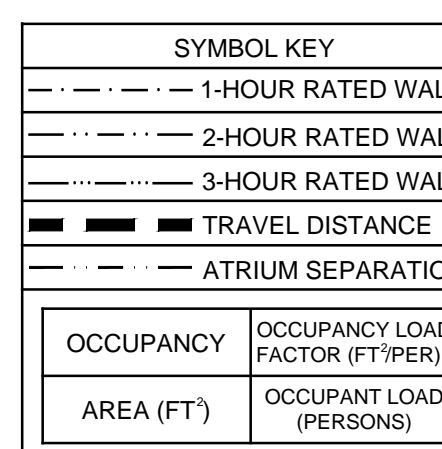 SYMBOL KEY
1-HOUR RATED WAL
2-HOUR RATED WAL
3-HOUR RATED WAL
TRAVEL DISTANCE
ATRIUM SEPARATIO
OCCUPANCY
OCCUPANCY LOAD
FACTOR (FT²/PER)
AREA (FT²)
OCCUPANT LOAD
(PERSONS)